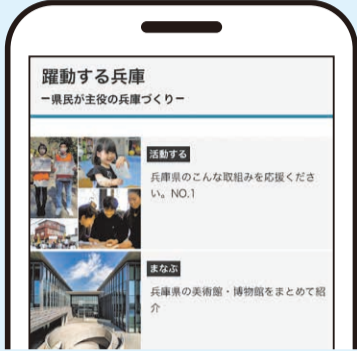 躍動する兵庫
ー県民が主役の兵庫づくりー
活動する
兵庫県のこんな取組みを応援くださ
い。NO.1
まなぶ
兵庫県の美術館・博物館をまとめて紹
介